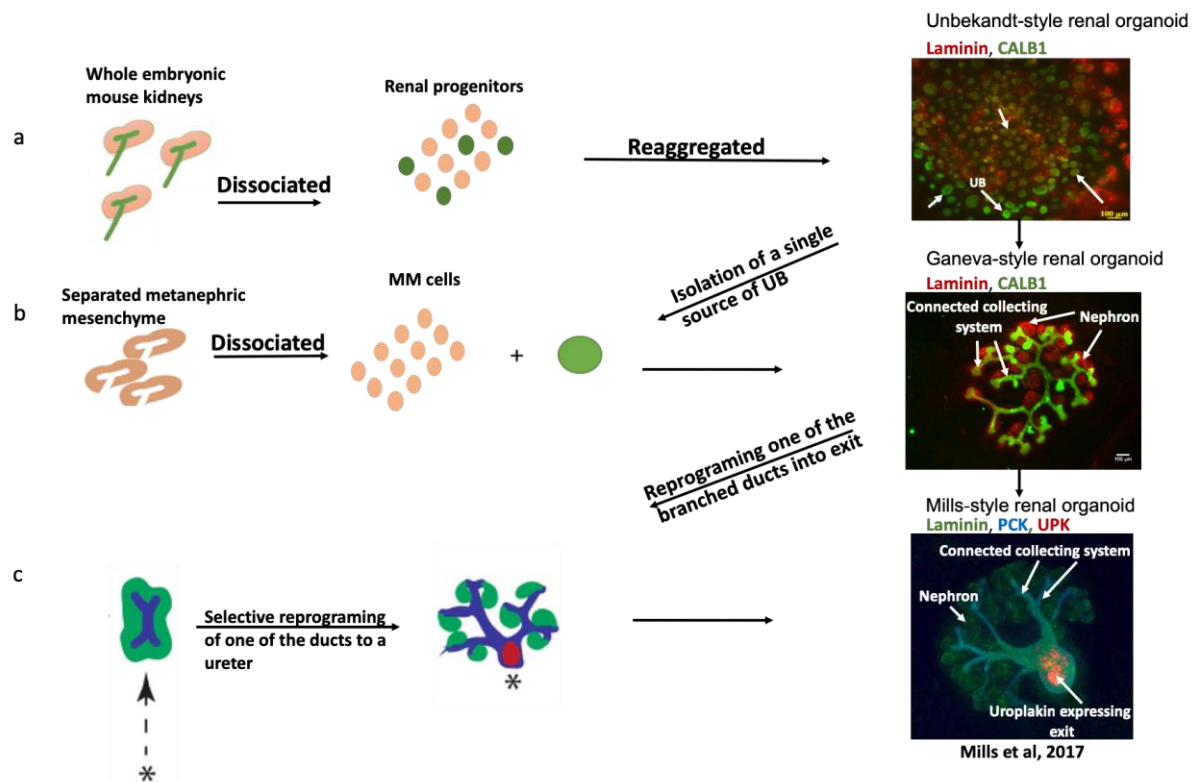 Unbekandt-style renal organoid
Laminin, CALB1
Whole embryonic
mouse kidneys
Renal progenitors
a
Dissociated
Reaggregated
UB
100 µm
Isolation of a single
source of UB
Ganeva-style renal organoid
Laminin, CALB1
b
Separated metanephric
mesenchyme
MM cells
Dissociated
+
Connected collecting
system
Nephron
100 µm
Reprograming one of the
branched ducts into exit
Mills-style renal organoid
Laminin, PCK, UPK
c
Selective reprograming
of one of the ducts to a
ureter
*
*
Connected collecting system
Nephron
Uroplakin expressing
exit
Mills et al, 2017